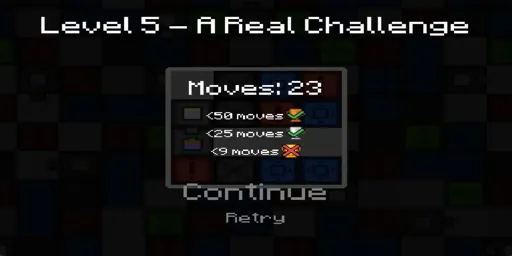 Level 5 – A Real Challenge
Moves: 23
<50 moves
<25 moves
<9 moves
Continue
Retry